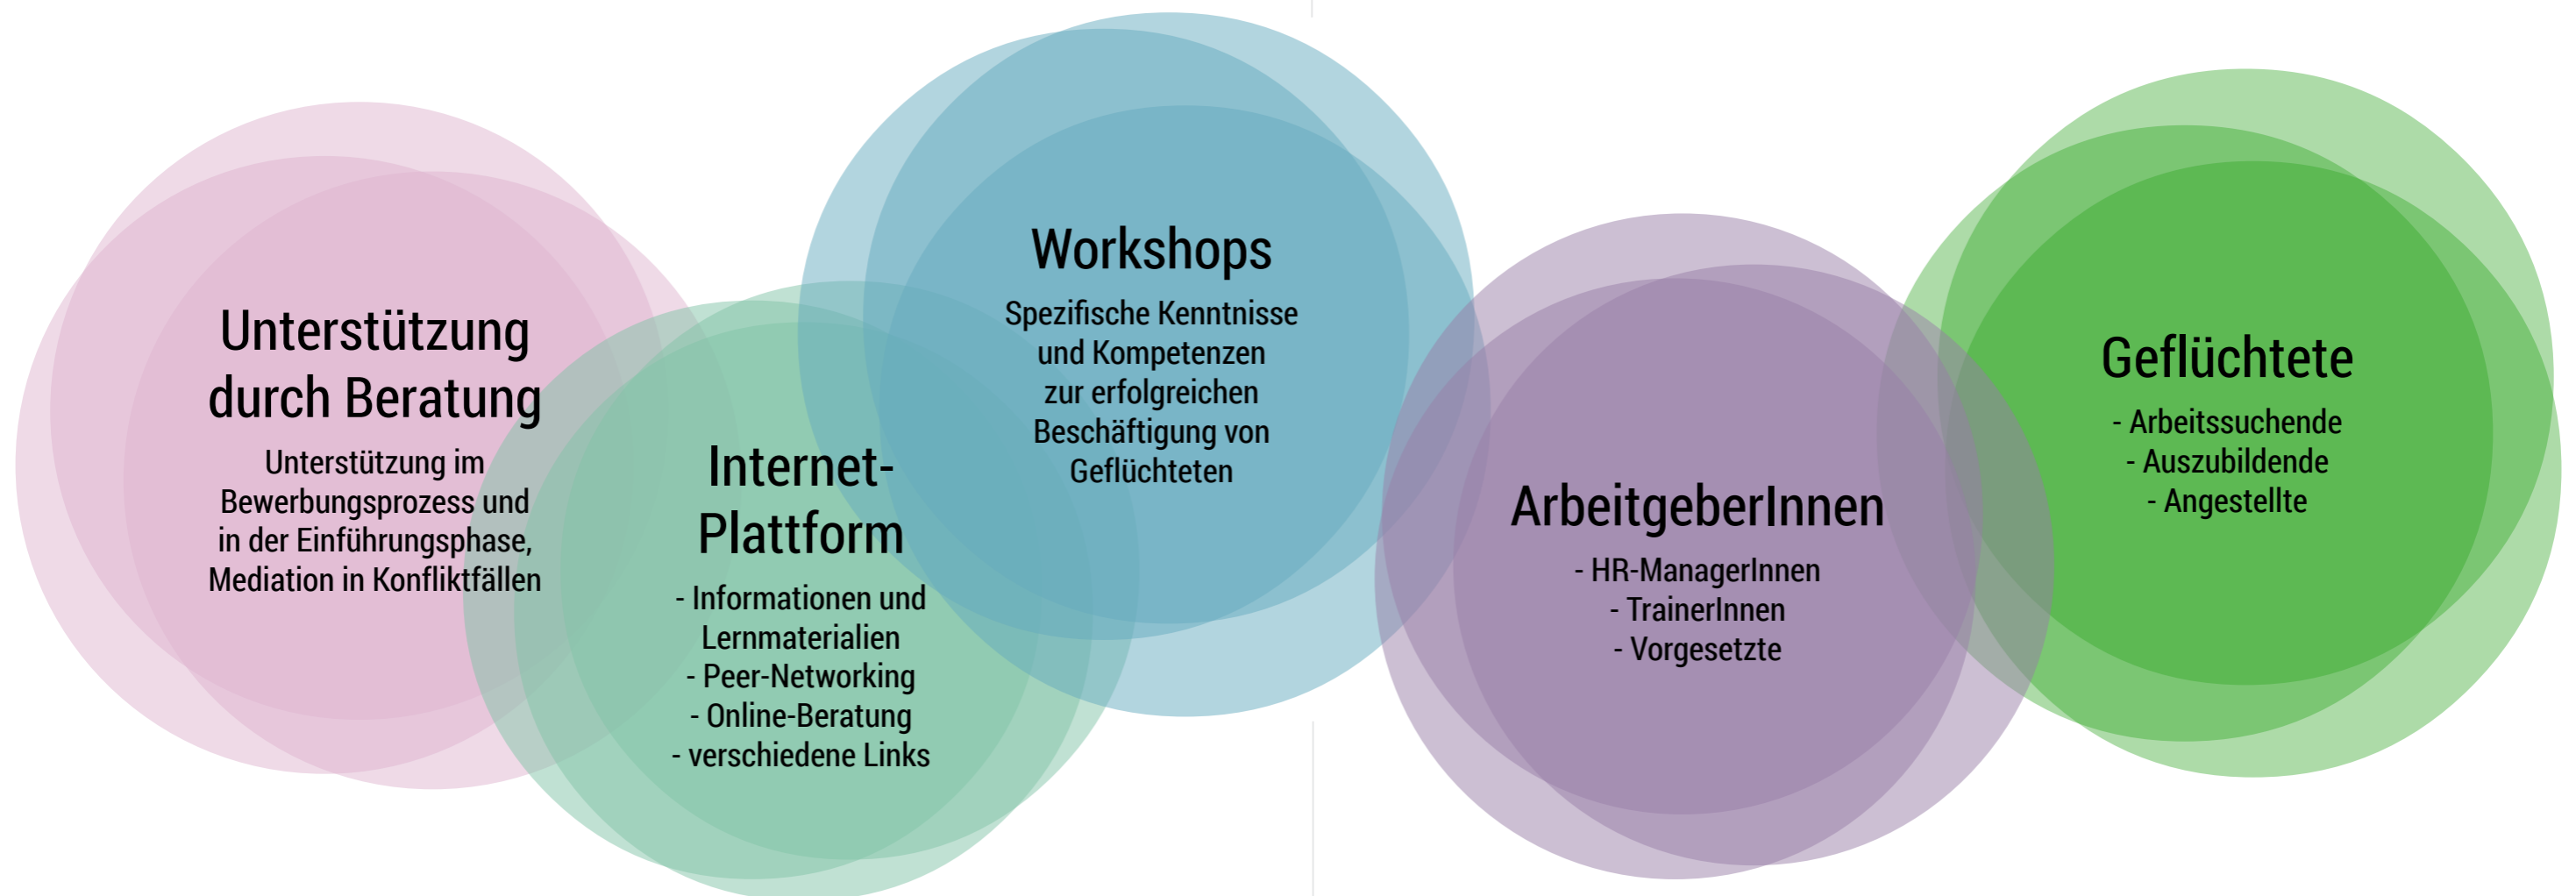 Unterstützung
durch Beratung
Unterstützung im
Bewerbungsprozess und
in der Einführungsphase,
Mediation in Konfliktfällen
Internet-
Plattform
- Informationen und
Lernmaterialien
- Peer-Networking
- Online-Beratung
- verschiedene Links
Workshops
Spezifische Kenntnisse
und Kompetenzen
zur erfolgreichen
Beschäftigung von
Geflüchteten
ArbeitgeberInnen
- HR-ManagerInnen
- TrainerInnen
- Vorgesetzte
Geflüchtete
- Arbeitssuchende
- Auszubildende
- Angestellte